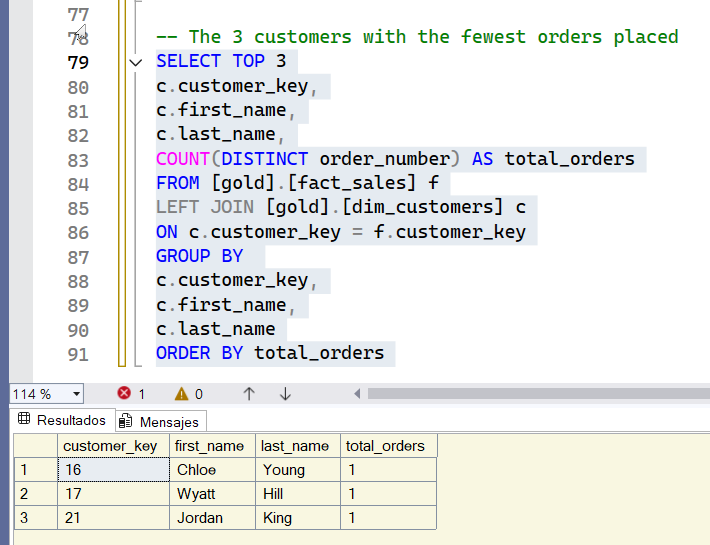 77
78 -- The 3 customers with the fewest orders placed
79 SELECT TOP 3
80 c.customer_key,
81 c.first_name,
82 c.last_name,
83 COUNT(DISTINCT order_number) AS total_orders
84 FROM [gold].[fact_sales] f
85 LEFT JOIN [gold].[dim_customers] c
86 ON c.customer_key = f.customer_key
87 GROUP BY
88 c.customer_key,
89 c.first_name,
90 c.last_name
91 ORDER BY total_orders
114 % 1 0
Resultados Mensajes
customer_key first_name last_name total_orders
1 16 Chloe Young 1
2 17 Wyatt Hill 1
3 21 Jordan King 1